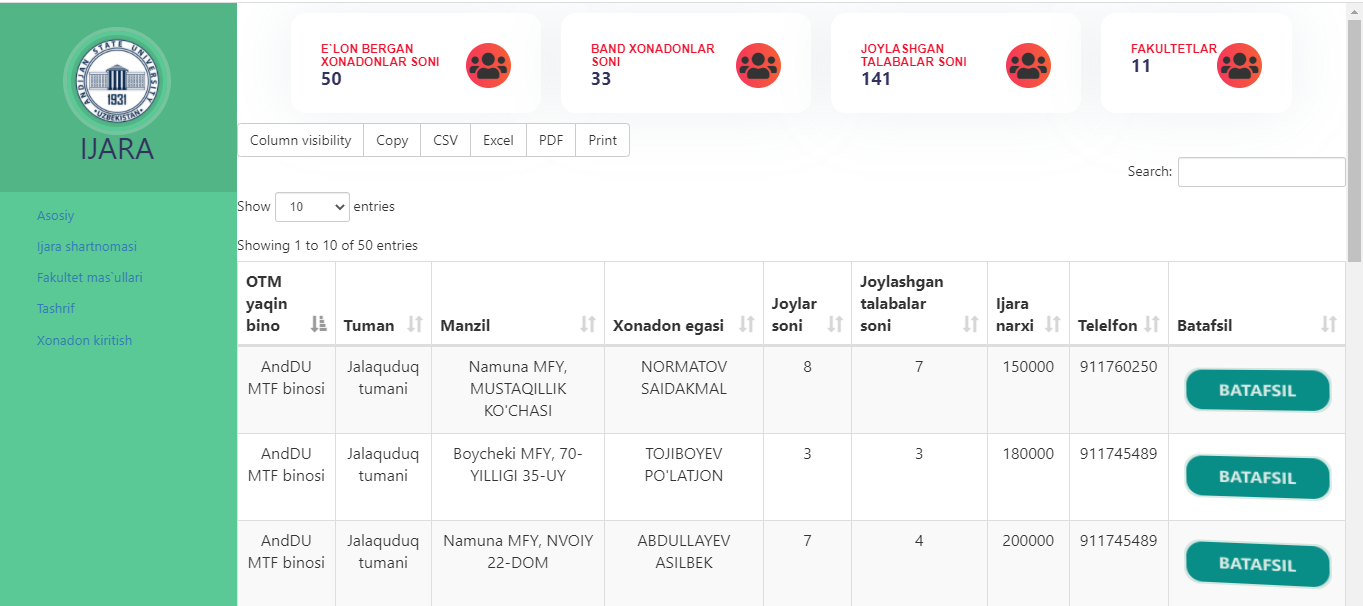 ANDIJAN STATE UNIVERSITY
1931
•UZBEKISTAN•
IJARA
Asosiy
Ijara shartnomasi
Fakultet mas`ullari
Tashrif
Xonadon kiritish
E`LON BERGAN
XONADONLAR SONI
50
BAND XONADONLAR
SONI
33
JOYLASHGAN
TALABALAR SONI
141
FAKULTETLAR
11
Column visibility Copy CSV Excel PDF Print
Search:
Show 10 entries
Showing 1 to 10 of 50 entries
OTM
yaqin
bino
Tuman
Manzil
Xonadon egasi
Joylar
soni
Joylashgan
talabalar
soni
Ijara
narxi
Telelfon
Batafsil
AndDU
MTF binosi
Jalaquduq
tumani
Namuna MFY,
MUSTAQILLIK
KO'CHASI
NORMATOV
SAIDAKMAL
8
7
150000
911760250
BATAFSIL
AndDU
MTF binosi
Jalaquduq
tumani
Boycheki MFY, 70-
YILLIGI 35-UY
TOJIBOYEV
PO'LATJON
3
3
180000
911745489
BATAFSIL
AndDU
MTF binosi
Jalaquduq
tumani
Namuna MFY, NVOIY
22-DOM
ABDULLAYEV
ASILBEK
7
4
200000
911745489
BATAFSIL